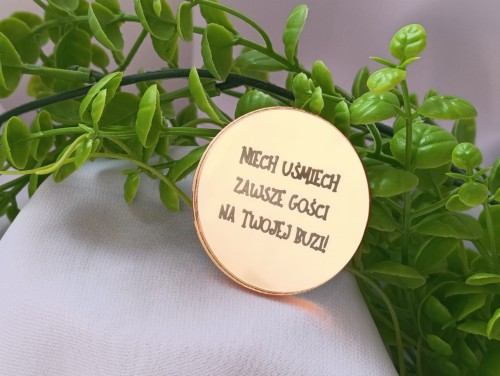 NIECH UŚMIECH
ZAWSZE GOŚCI
NA TWOJEJ BUZI!